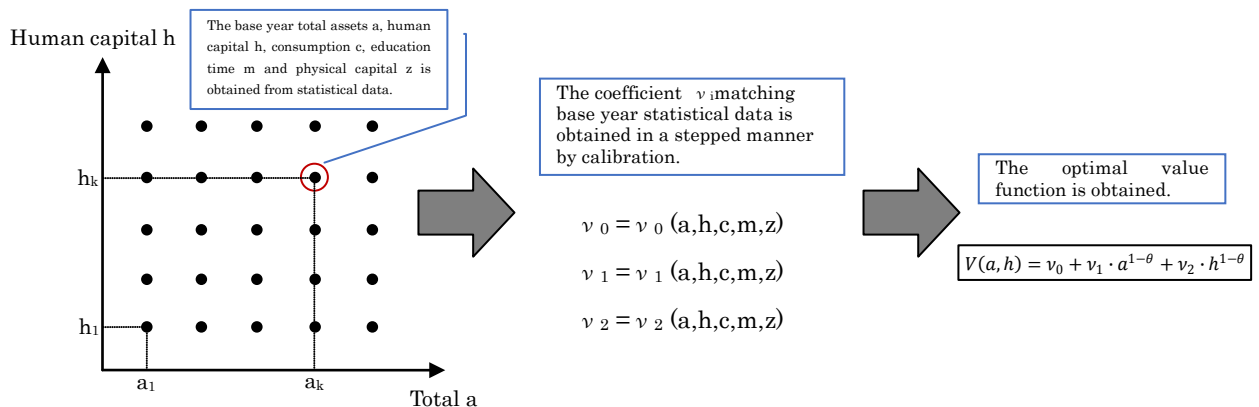 Human capital h
The base year total assets a, human
capital h, consumption c, education
time m and physical capital z is
obtained from statistical data.
hk
h1
a1
ak
Total a
The coefficient ν i matching
base year statistical data is
obtained in a stepped manner
by calibration.
ν 0 = ν 0 (a,h,c,m,z)
ν 1 = ν 1 (a,h,c,m,z)
ν 2 = ν 2 (a,h,c,m,z)
The optimal value
function is obtained.
V(a, h) = ν₀ + ν₁ · a¹⁻θ + ν₂ · h¹⁻θ